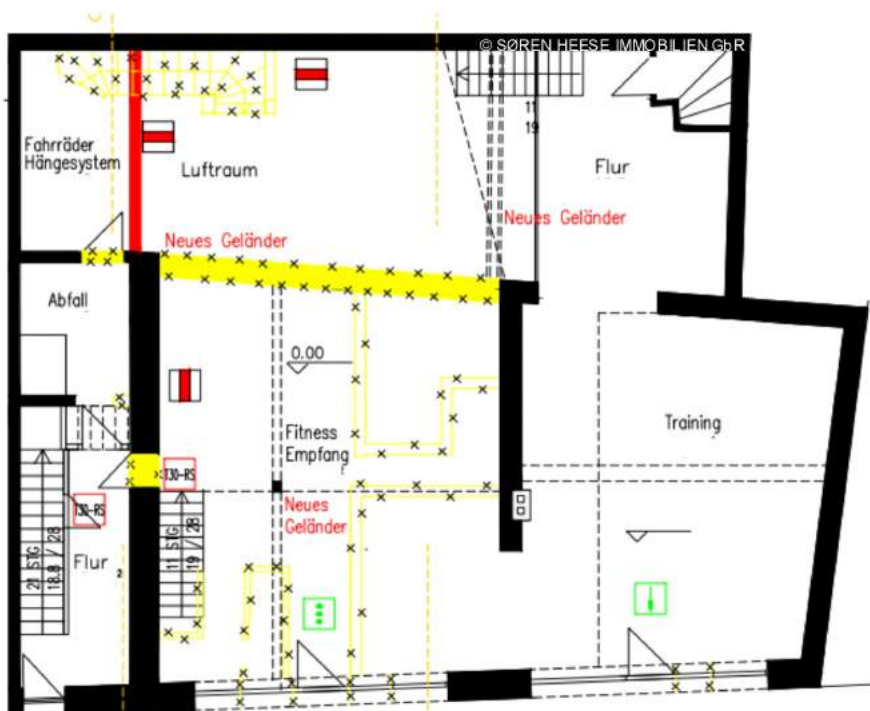 © SØREN HEESE IMMOBILIEN GbR
11
19
Fahrräder
Hängesystem
Luftraum
Flur
Neues Geländer
Neues Geländer
Abfall
0.00
Fitness
Empfang
Training
T30-RS
T30-RS
Neues
Geländer
21 STG
18.8 / 28
11 STG
19 / 28
Flur
2